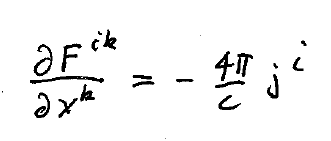 ∂F^{ik}/∂x^k = - 4π/c j^i